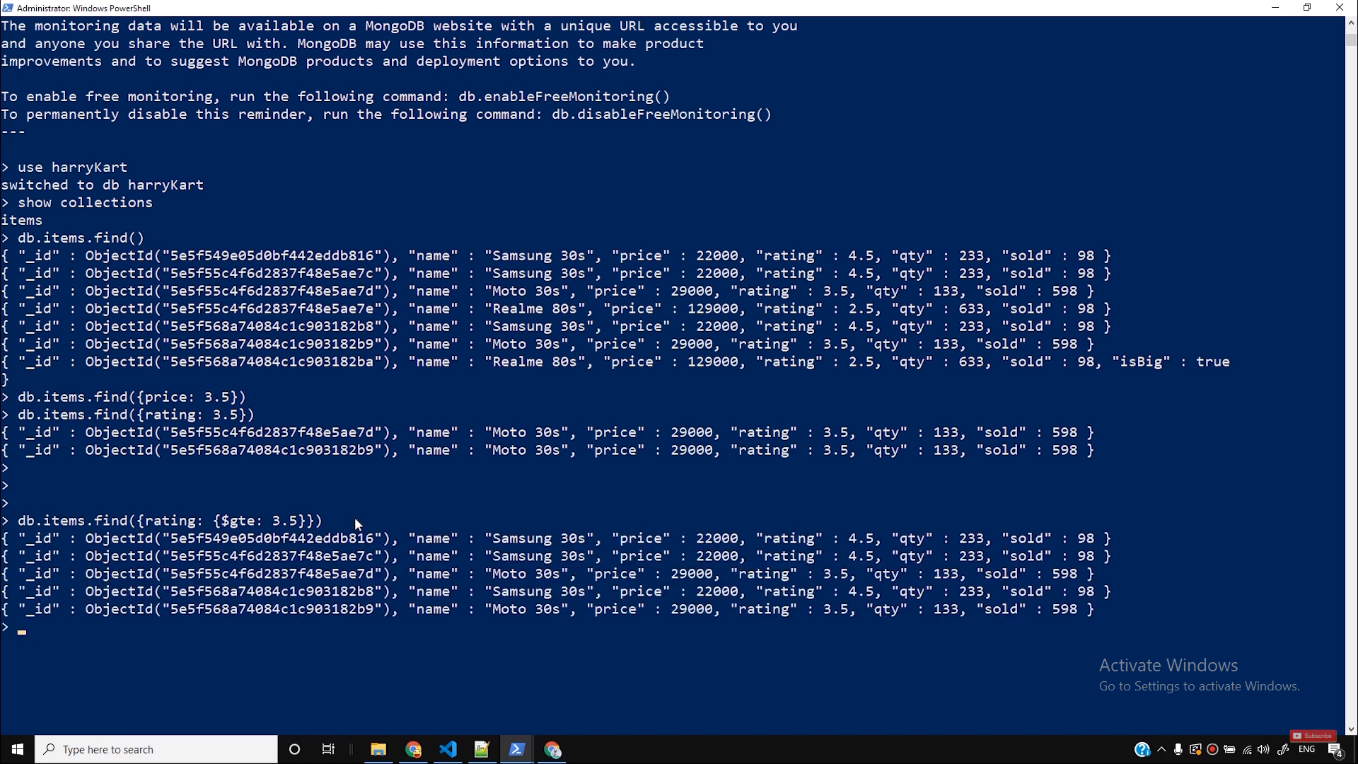 Administrator: Windows PowerShell
The monitoring data will be available on a MongoDB website with a unique URL accessible to you
and anyone you share the URL with. MongoDB may use this information to make product
improvements and to suggest MongoDB products and deployment options to you.
To enable free monitoring, run the following command: db.enableFreeMonitoring()
To permanently disable this reminder, run the following command: db.disableFreeMonitoring()
---
> use harryKart
switched to db harryKart
> show collections
items
> db.items.find()
{ "_id" : ObjectId("5e5f549e05d0bf442eddb816"), "name" : "Samsung 30s", "price" : 22000, "rating" : 4.5, "qty" : 233, "sold" : 98 }
{ "_id" : ObjectId("5e5f55c4f6d2837f48e5ae7c"), "name" : "Samsung 30s", "price" : 22000, "rating" : 4.5, "qty" : 233, "sold" : 98 }
{ "_id" : ObjectId("5e5f55c4f6d2837f48e5ae7d"), "name" : "Moto 30s", "price" : 29000, "rating" : 3.5, "qty" : 133, "sold" : 598 }
{ "_id" : ObjectId("5e5f55c4f6d2837f48e5ae7e"), "name" : "Realme 80s", "price" : 129000, "rating" : 2.5, "qty" : 633, "sold" : 98 }
{ "_id" : ObjectId("5e5f568a74084c1c903182b8"), "name" : "Samsung 30s", "price" : 22000, "rating" : 4.5, "qty" : 233, "sold" : 98 }
{ "_id" : ObjectId("5e5f568a74084c1c903182b9"), "name" : "Moto 30s", "price" : 29000, "rating" : 3.5, "qty" : 133, "sold" : 598 }
{ "_id" : ObjectId("5e5f568a74084c1c903182ba"), "name" : "Realme 80s", "price" : 129000, "rating" : 2.5, "qty" : 633, "sold" : 98, "isBig" : true
}
> db.items.find({price: 3.5})
> db.items.find({rating: 3.5})
{ "_id" : ObjectId("5e5f55c4f6d2837f48e5ae7d"), "name" : "Moto 30s", "price" : 29000, "rating" : 3.5, "qty" : 133, "sold" : 598 }
{ "_id" : ObjectId("5e5f568a74084c1c903182b9"), "name" : "Moto 30s", "price" : 29000, "rating" : 3.5, "qty" : 133, "sold" : 598 }
>
>
>
> db.items.find({rating: {$gte: 3.5}})
{ "_id" : ObjectId("5e5f549e05d0bf442eddb816"), "name" : "Samsung 30s", "price" : 22000, "rating" : 4.5, "qty" : 233, "sold" : 98 }
{ "_id" : ObjectId("5e5f55c4f6d2837f48e5ae7c"), "name" : "Samsung 30s", "price" : 22000, "rating" : 4.5, "qty" : 233, "sold" : 98 }
{ "_id" : ObjectId("5e5f55c4f6d2837f48e5ae7d"), "name" : "Moto 30s", "price" : 29000, "rating" : 3.5, "qty" : 133, "sold" : 598 }
{ "_id" : ObjectId("5e5f568a74084c1c903182b8"), "name" : "Samsung 30s", "price" : 22000, "rating" : 4.5, "qty" : 233, "sold" : 98 }
{ "_id" : ObjectId("5e5f568a74084c1c903182b9"), "name" : "Moto 30s", "price" : 29000, "rating" : 3.5, "qty" : 133, "sold" : 598 }
>
Activate Windows
Go to Settings to activate Windows.
Subscribe
Type here to search
ENG
4